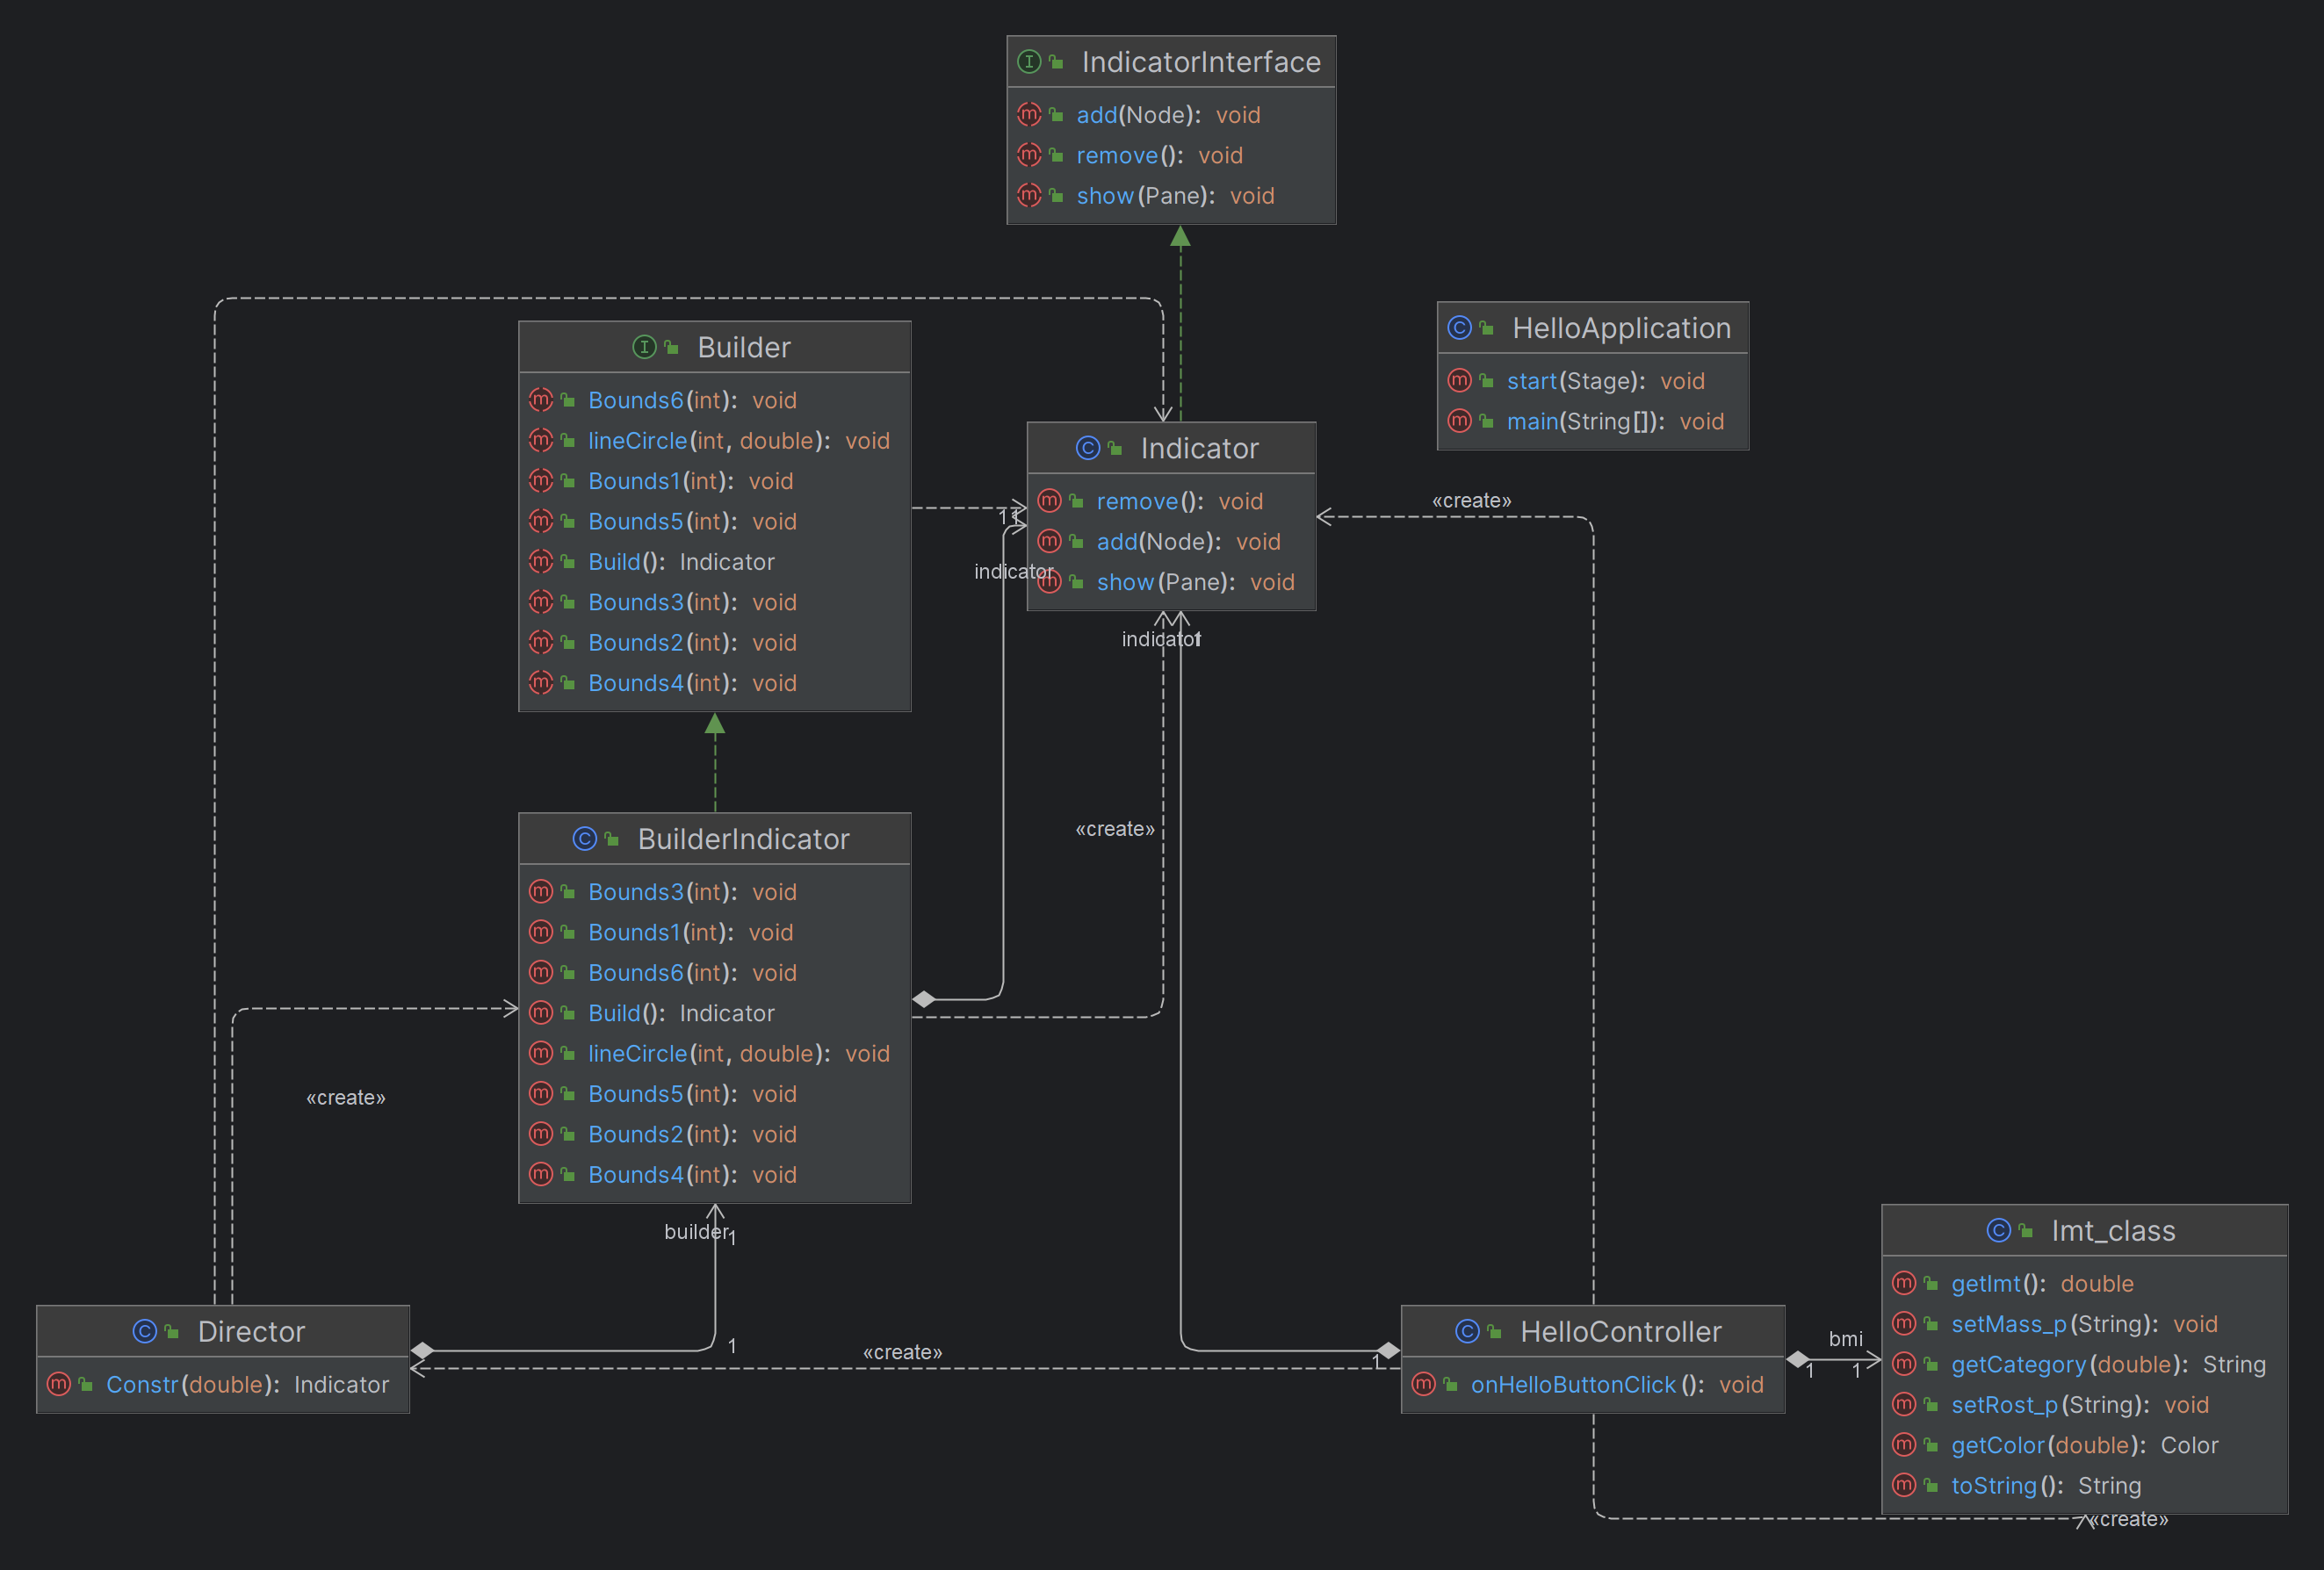 IndicatorInterface
add(Node): void
remove(): void
show(Pane): void
Builder
Bounds6(int): void
lineCircle(int, double): void
Bounds1(int): void
Bounds5(int): void
Build(): Indicator
Bounds3(int): void
Bounds2(int): void
Bounds4(int): void
HelloApplication
start(Stage): void
main(String[]): void
Indicator
remove(): void
add(Node): void
show(Pane): void
«create»
1
1
indicator
indicator
1
«create»
BuilderIndicator
Bounds3(int): void
Bounds1(int): void
Bounds6(int): void
Build(): Indicator
lineCircle(int, double): void
Bounds5(int): void
Bounds2(int): void
Bounds4(int): void
«create»
builder
1
Director
Constr(double): Indicator
1
«create»
1
HelloController
onHelloButtonClick(): void
bmi
1
1
Imt_class
getImt(): double
setMass_p(String): void
getCategory(double): String
setRost_p(String): void
getColor(double): Color
toString(): String
«create»